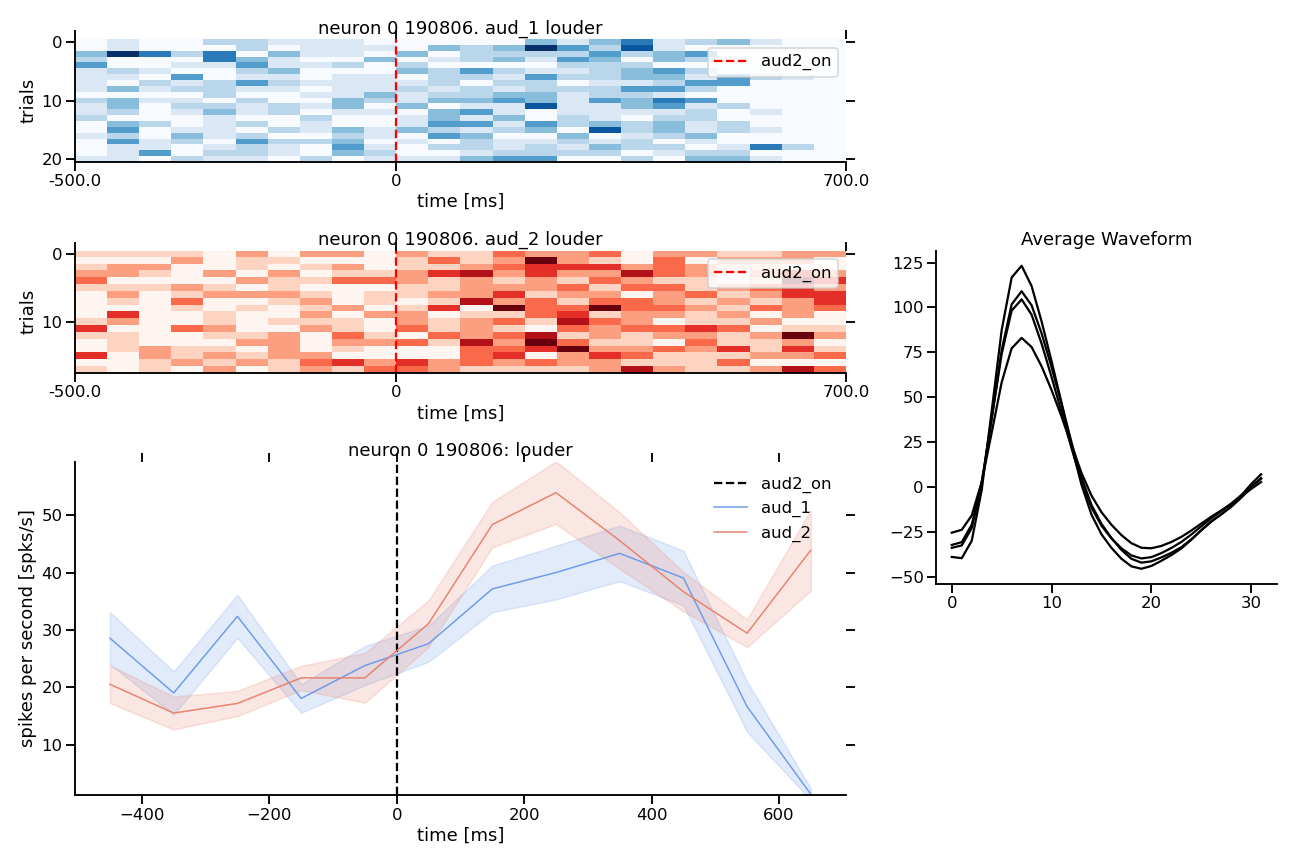 neuron 0 190806. aud_1 louder
trials
0
10
20
aud2_on
-500.0
0
700.0
time [ms]
neuron 0 190806. aud_2 louder
trials
0
10
aud2_on
-500.0
0
700.0
time [ms]
neuron 0 190806: louder
spikes per second [spks/s]
50
40
30
20
10
aud2_on
aud_1
aud_2
−400
−200
0
200
400
600
time [ms]
Average Waveform
125
100
75
50
25
0
−25
−50
0
10
20
30